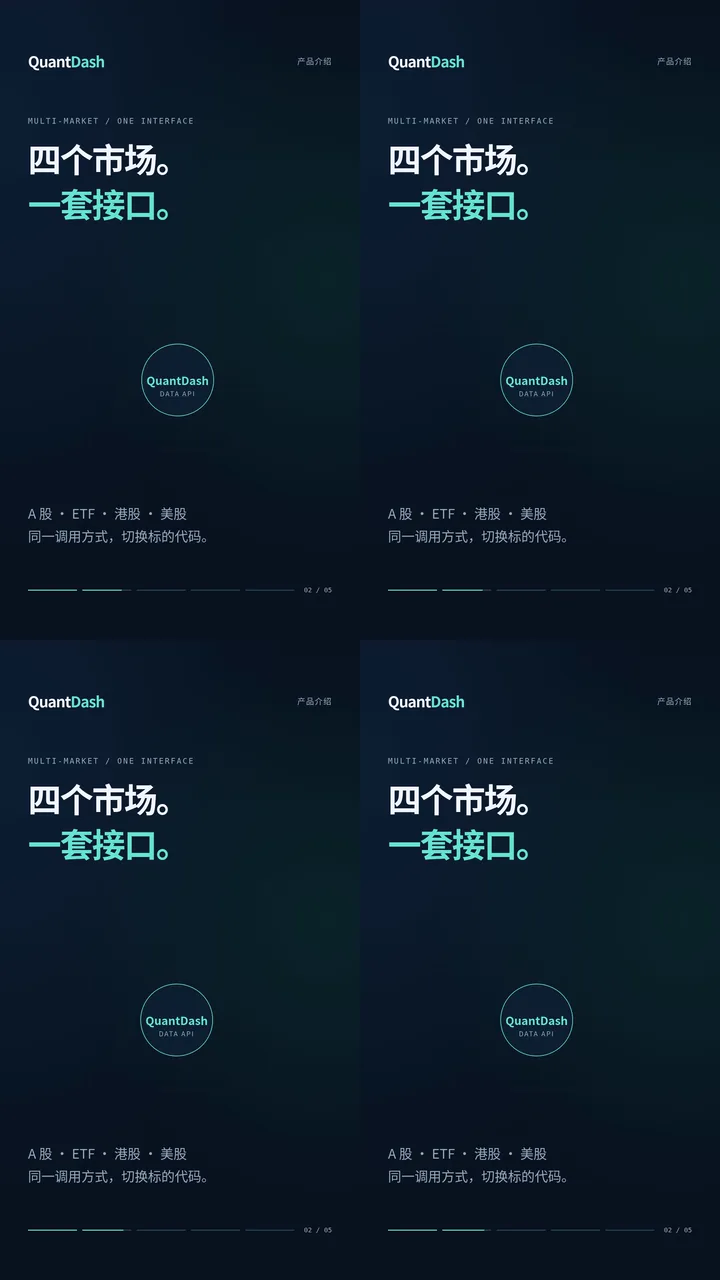 QuantDash
产品介绍
MULTI-MARKET / ONE INTERFACE
四个市场。
一套接口。
QuantDash
DATA API
A 股 · ETF · 港股 · 美股
同一调用方式，切换标的代码。
02 / 05
QuantDash
产品介绍
MULTI-MARKET / ONE INTERFACE
四个市场。
一套接口。
QuantDash
DATA API
A 股 · ETF · 港股 · 美股
同一调用方式，切换标的代码。
02 / 05
QuantDash
产品介绍
MULTI-MARKET / ONE INTERFACE
四个市场。
一套接口。
QuantDash
DATA API
A 股 · ETF · 港股 · 美股
同一调用方式，切换标的代码。
02 / 05
QuantDash
产品介绍
MULTI-MARKET / ONE INTERFACE
四个市场。
一套接口。
QuantDash
DATA API
A 股 · ETF · 港股 · 美股
同一调用方式，切换标的代码。
02 / 05